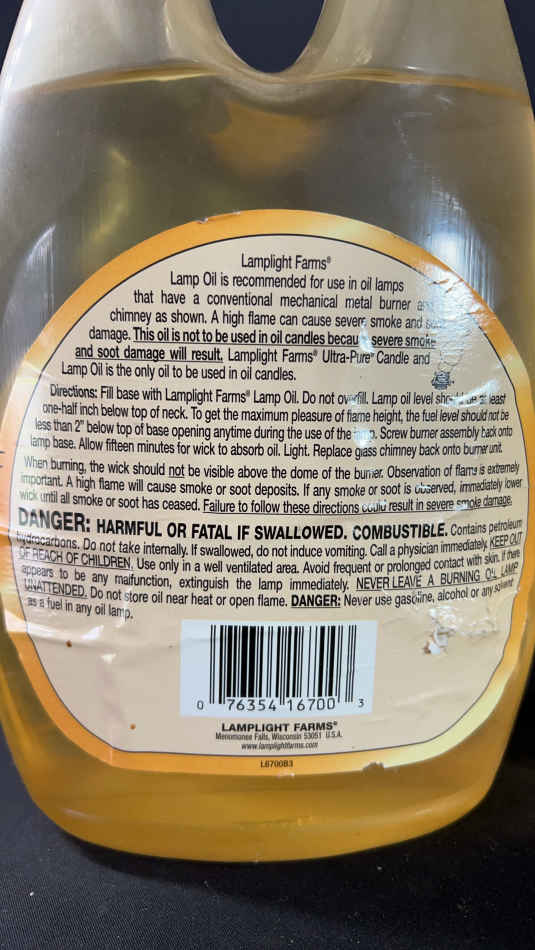 Lamplight Farms®
Lamp Oil is recommended for use in oil lamps
that have a conventional mechanical metal burner
chimney as shown. A high flame can cause severe smoke and
damage. This oil is not to be used in oil candles severe smoke
and soot damage will result. Lamplight Farms® Ultra-Pure® Candle and
Lamp Oil is the only oil to be used in oil candles.
Directions: Fill base with Lamplight Farms® Lamp Oil. Do not overfill. Lamp oil level at least
one-half inch below top of neck. To get the maximum pleasure of flame height, the fuel level should not be
less than 2" below top of base opening anytime during the use of the Screw burner assembly back onto
lamp base. Allow fifteen minutes for wick to absorb oil. Light. Replace glass chimney back onto burner unit.
When burning, the wick should not be visible above the dome of the burner. Observation of flame is extremely
important. A high flame will cause smoke or soot deposits. If any smoke or soot is observed, immediately lower
wick until all smoke or soot has ceased. Failure to follow these directions could result in severe smoke damage.
DANGER: HARMFUL OR FATAL IF SWALLOWED. COMBUSTIBLE. Contains petroleum
hydrocarbons. Do not take internally. If swallowed, do not induce vomiting. Call a physician immediately. KEEP OUT
OF REACH OF CHILDREN. Use only in a well ventilated area. Avoid frequent or prolonged contact with skin. If there
appears to be any malfunction, extinguish the lamp immediately. NEVER LEAVE A BURNING OIL LAMP
UNATTENDED. Do not store oil near heat or open flame. DANGER: Never use gasoline, alcohol or any solvent
as a fuel in any oil lamp.
0 76354 16700 3
LAMPLIGHT FARMS®
Menomonee Falls, Wisconsin 53051 U.S.A.
www.lamplightfarms.com
L6700B3